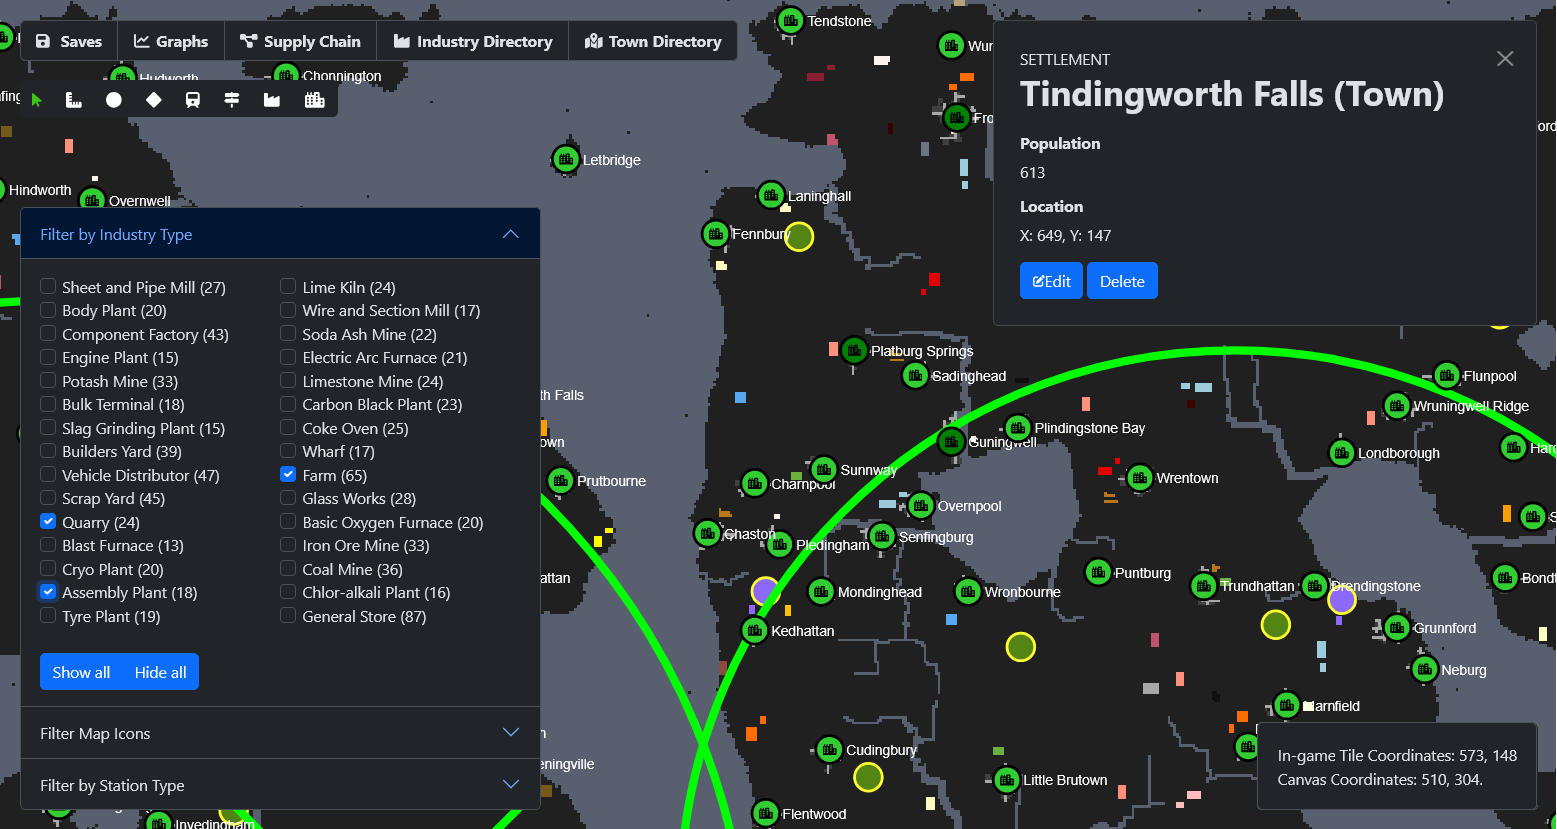 Saves
Graphs
Supply Chain
Industry Directory
Town Directory
Tendstone
Hudworth
Chonnington
Letbridge
Hindworth
Overnwell
Laninghall
Fennbury
SETTLEMENT
Tindingworth Falls (Town)
Population
613
Location
X: 649, Y: 147
Edit
Delete
Filter by Industry Type
Sheet and Pipe Mill (27)
Body Plant (20)
Component Factory (43)
Engine Plant (15)
Potash Mine (33)
Bulk Terminal (18)
Slag Grinding Plant (15)
Builders Yard (39)
Vehicle Distributor (47)
Scrap Yard (45)
Quarry (24)
Blast Furnace (13)
Cryo Plant (20)
Assembly Plant (18)
Tyre Plant (19)
Lime Kiln (24)
Wire and Section Mill (17)
Soda Ash Mine (22)
Electric Arc Furnace (21)
Limestone Mine (24)
Carbon Black Plant (23)
Coke Oven (25)
Wharf (17)
Farm (65)
Glass Works (28)
Basic Oxygen Furnace (20)
Iron Ore Mine (33)
Coal Mine (36)
Chlor-alkali Plant (16)
General Store (87)
Show all
Hide all
Filter Map Icons
Filter by Station Type
Platburg Springs
Sadinghead
th Falls
Flunpool
Wruningwell Ridge
Plindingstone Bay
Guningwell
own
Londborough
Sunnway
Charnpool
Prutbourne
Wrentown
Overnpool
Ghaston
Pledingham
Senfingburg
attan
Puntburg
Trundhattan
Drendingstone
Mondinghead
Wronbourne
Kedhattan
Grunnford
Neburg
Marnfield
Cudingbury
eningville
Little Brutown
Flentwood
Invedingham
In-game Tile Coordinates: 573, 148
Canvas Coordinates: 510, 304.